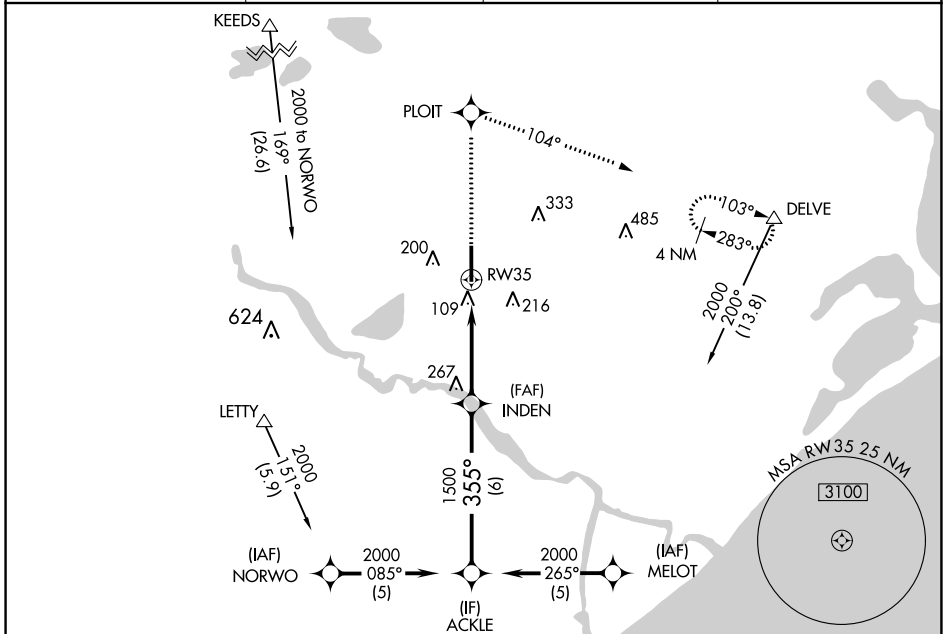 KEEDS
2000 to NORWO
169°
(26.6)
PLOIT
104°
333
485
103°
283°
4 NM
DELVE
2000
200°
(13.8)
200
RW35
109
216
624
267
(FAF)
INDEN
LETTY
2000
151°
(5.9)
1500
355°
(6)
MSA RW35 25 NM
3100
(IAF)
NORWO
2000
085°
(5)
(IF)
ACKLE
2000
265°
(5)
(IAF)
MELOT